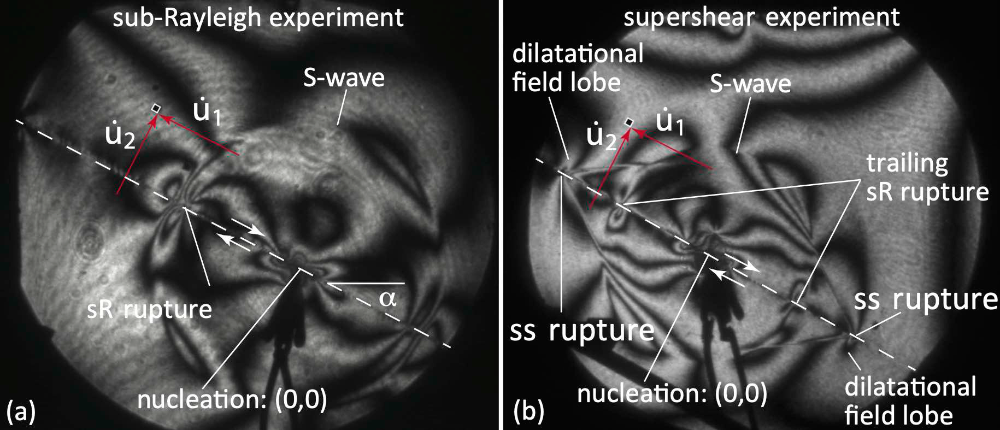 sub-Rayleigh experiment
S-wave
u̇1
u̇2
α
sR rupture
nucleation: (0,0)
(a)
supershear experiment
dilatational
field lobe
S-wave
u̇1
u̇2
trailing
sR rupture
ss rupture
ss rupture
nucleation: (0,0)
dilatational
field lobe
(b)